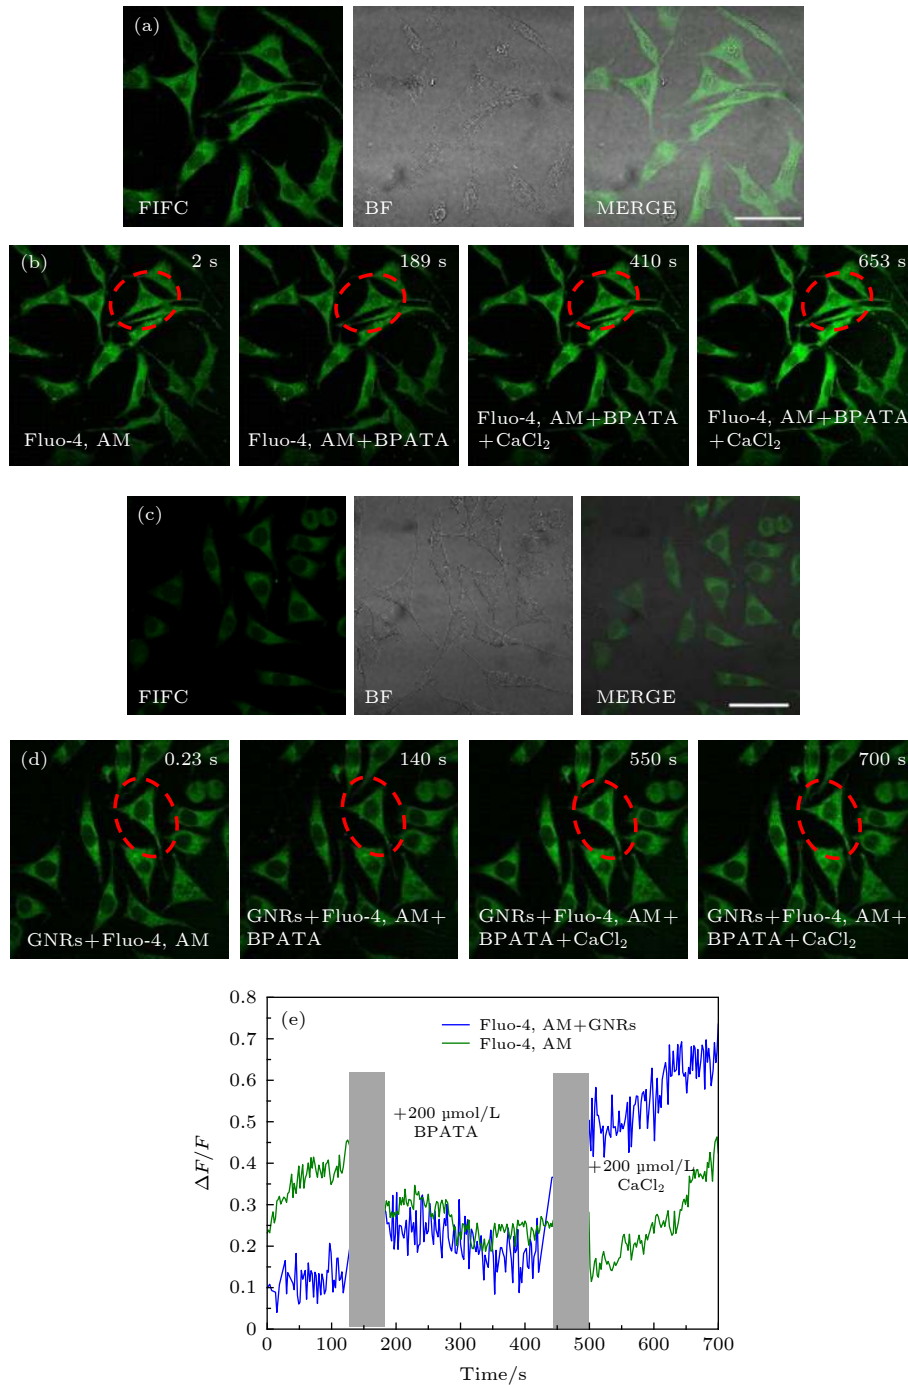 (a)
FIFC
BF
MERGE
(b)
2 s
189 s
410 s
653 s
Fluo-4, AM
Fluo-4, AM+BPATA
Fluo-4, AM+BPATA
+CaCl₂
Fluo-4, AM+BPATA
+CaCl₂
(c)
FIFC
BF
MERGE
(d)
0.23 s
140 s
550 s
700 s
GNRs+Fluo-4, AM
GNRs+Fluo-4, AM+
BPATA
GNRs+Fluo-4, AM+
BPATA+CaCl₂
GNRs+Fluo-4, AM+
BPATA+CaCl₂
(e)
Fluo-4, AM+GNRs
Fluo-4, AM
+200 µmol/L
BPATA
+200 µmol/L
CaCl₂
0.8
0.7
0.6
0.5
0.4
0.3
0.2
0.1
0
ΔF/F
0 100 200 300 400 500 600 700
Time/s